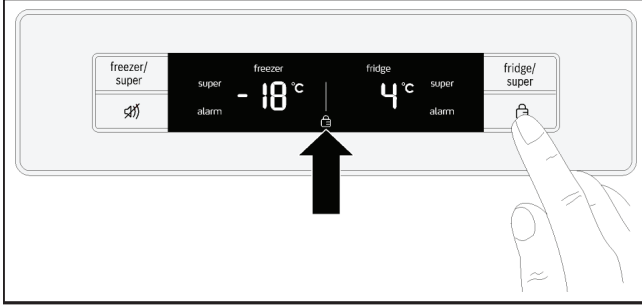 freezer/
super
freezer
super
- 18 °C
alarm
fridge
4 °C
super
alarm
fridge/
super